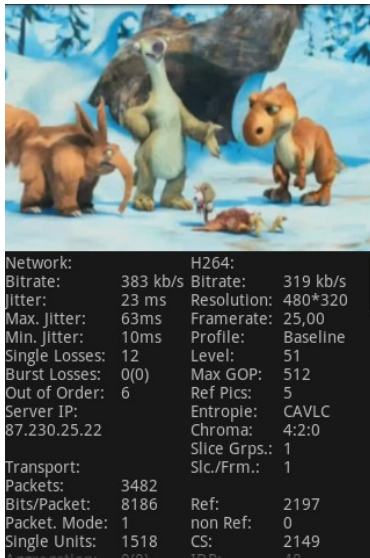 Network: H264:
Bitrate: 383 kb/s Bitrate: 319 kb/s
Jitter: 23 ms Resolution: 480*320
Max. Jitter: 63ms Framerate: 25,00
Min. Jitter: 10ms Profile: Baseline
Single Losses: 12 Level: 51
Burst Losses: 0(0) Max GOP: 512
Out of Order: 6 Ref Pics: 5
Server IP: Entropie: CAVLC
87.230.25.22 Chroma: 4:2:0
Slice Grps.: 1
Transport: Slc./Frm.: 1
Packets: 3482
Bits/Packet: 8186 Ref: 2197
Packet. Mode: 1 non Ref: 0
Single Units: 1518 CS: 2149